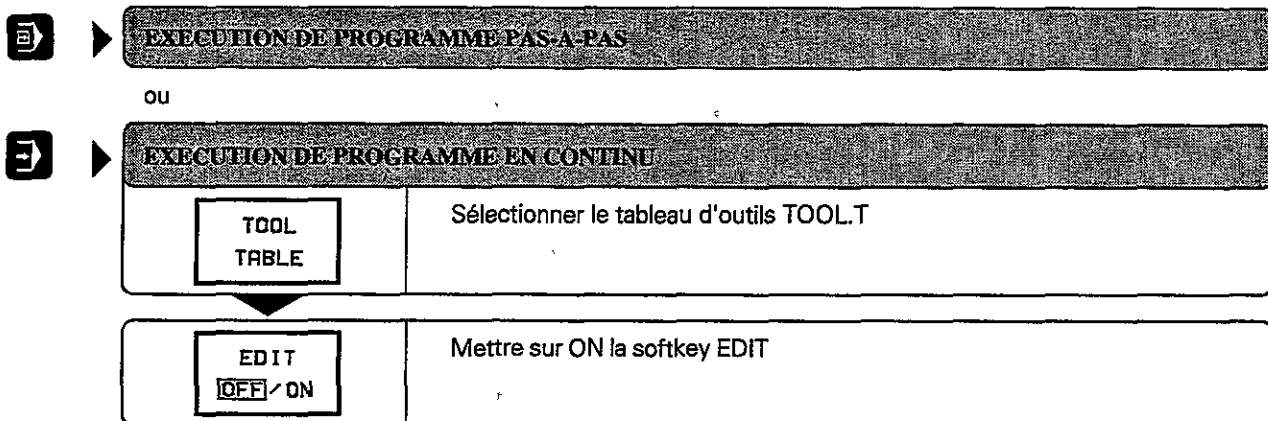 EXECUTION DE PROGRAMME PAS-A-PAS
ou
EXECUTION DE PROGRAMME EN CONTINU
TOOL
TABLE
Sélectionner le tableau d'outils TOOL.T
EDIT
OFF / ON
Mettre sur ON la softkey EDIT